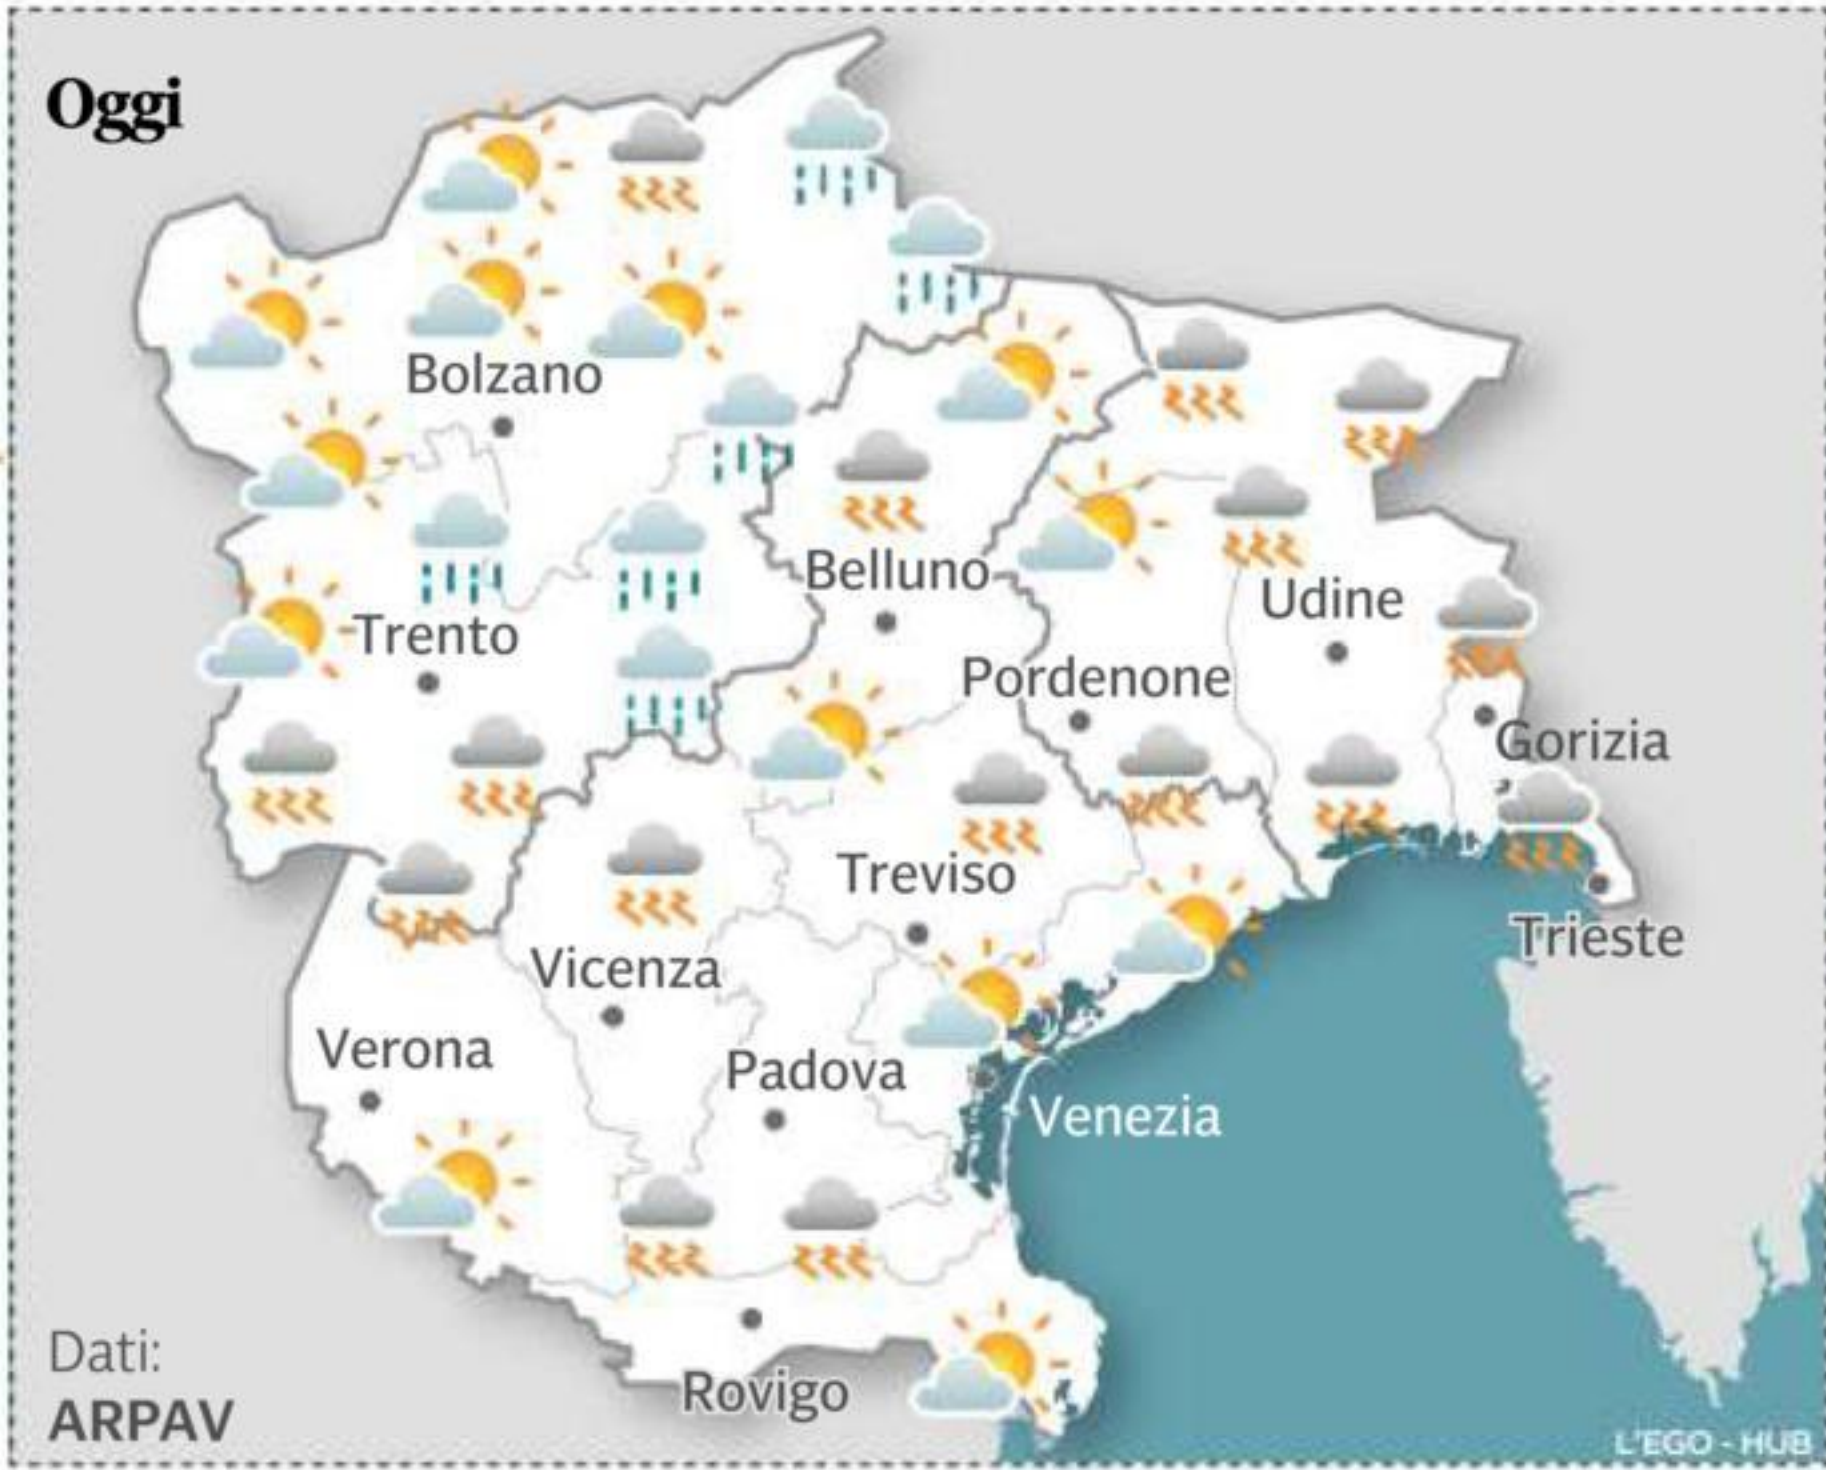 Oggi
Bolzano
Belluno
Udine
Trento
Pordenone
Gorizia
Treviso
Trieste
Vicenza
Verona
Padova
Venezia
Dati:
ARPAV
Rovigo
L'EGO - HUB